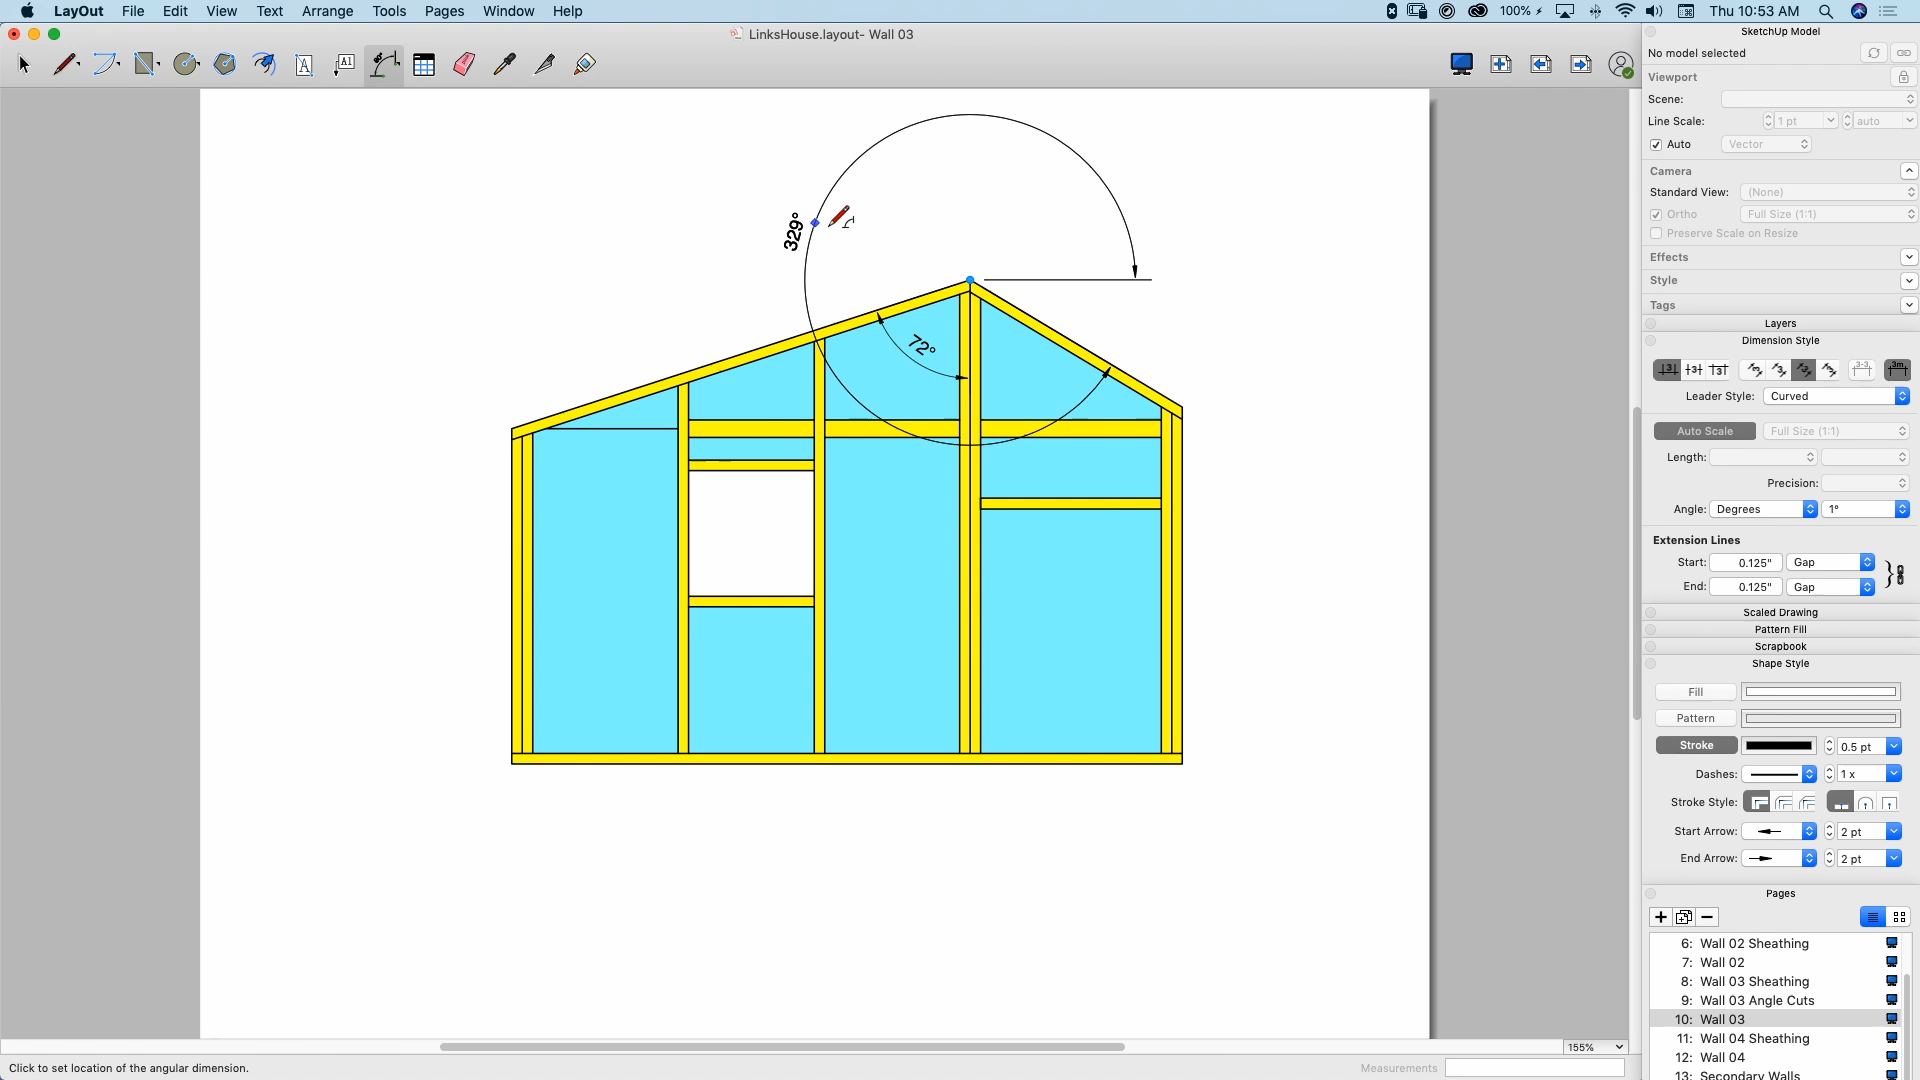 LayOut File Edit View Text Arrange Tools Pages Window Help
100% Thu 10:53 AM
LinksHouse.layout- Wall 03
SketchUp Model
No model selected
Viewport
Scene:
Line Scale: 1 pt auto
Auto Vector
Camera
Standard View: (None)
Ortho Full Size (1:1)
Preserve Scale on Resize
Effects
Style
Tags
Layers
Dimension Style
Leader Style: Curved
Auto Scale Full Size (1:1)
Length:
Precision:
Angle: Degrees 1°
Extension Lines
Start: 0.125" Gap
End: 0.125" Gap
Scaled Drawing
Pattern Fill
Scrapbook
Shape Style
Fill
Pattern
Stroke 0.5 pt
Dashes: 1 x
Stroke Style:
Start Arrow: 2 pt
End Arrow: 2 pt
Pages
6: Wall 02 Sheathing
7: Wall 02
8: Wall 03 Sheathing
9: Wall 03 Angle Cuts
10: Wall 03
11: Wall 04 Sheathing
12: Wall 04
13: Secondary Walls
329°
72°
155%
Click to set location of the angular dimension.
Measurements